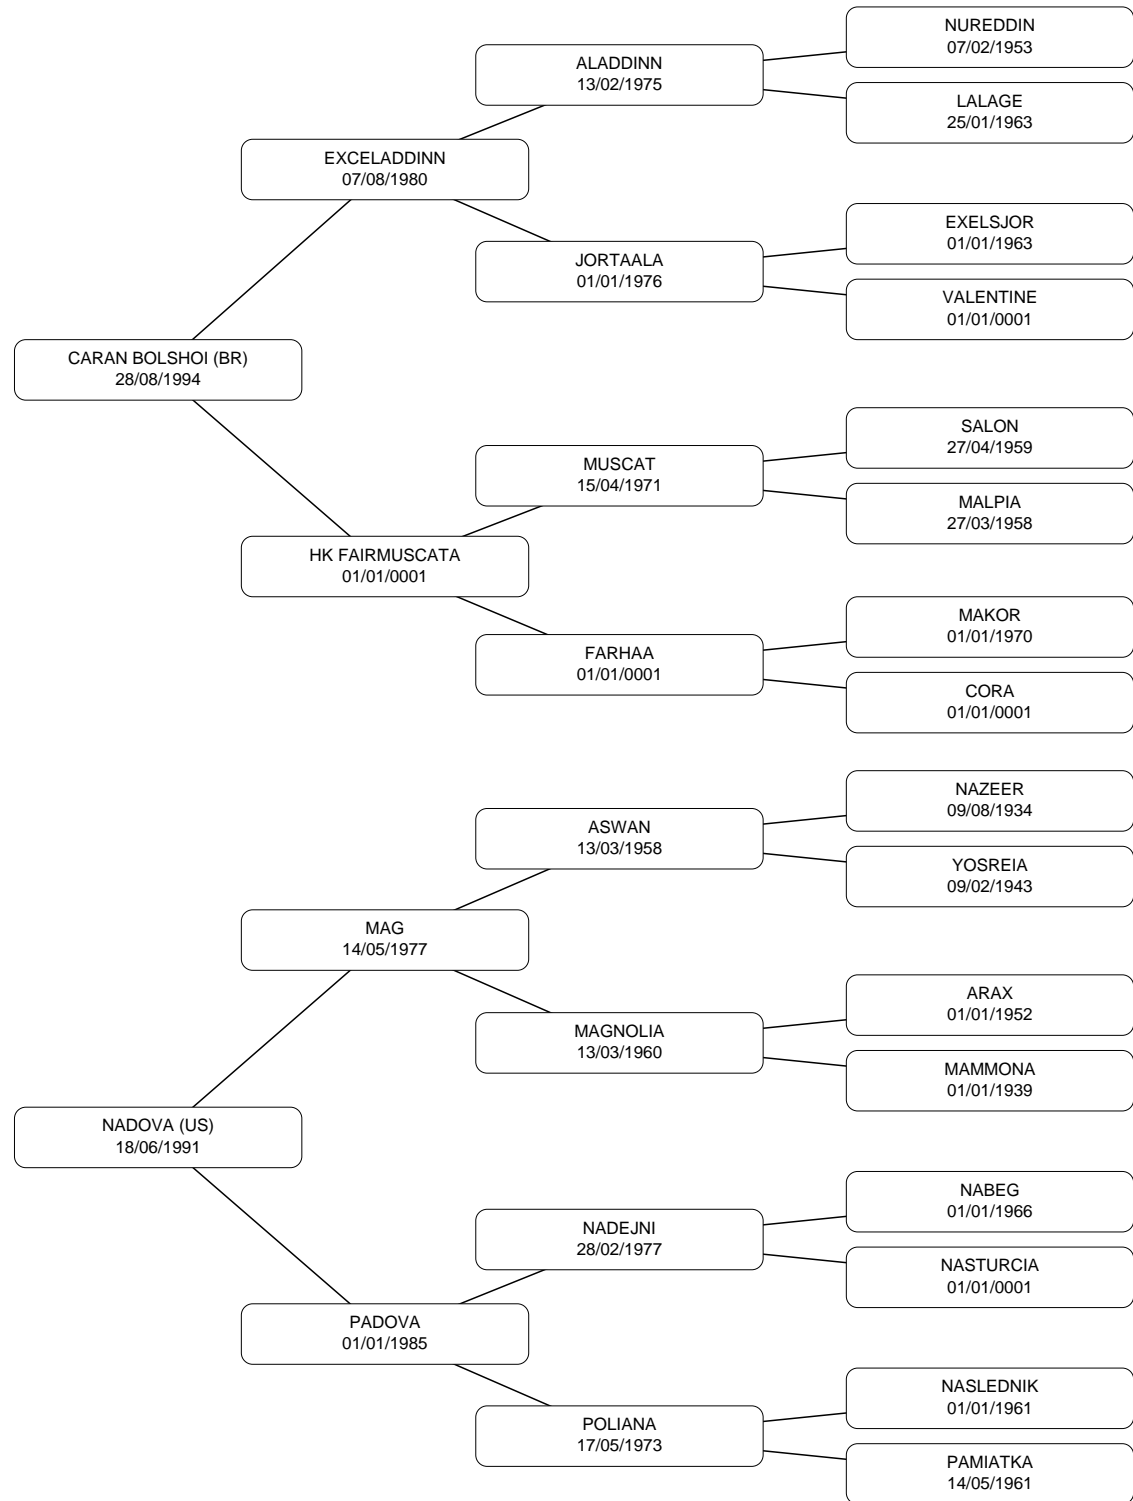 NUREDDIN
07/02/1953
ALADDINN
13/02/1975
LALAGE
25/01/1963
EXCELADDINN
07/08/1980
EXELSJOR
01/01/1963
JORTAALA
01/01/1976
VALENTINE
01/01/0001
CARAN BOLSHOI (BR)
28/08/1994
SALON
27/04/1959
MUSCAT
15/04/1971
MALPIA
27/03/1958
HK FAIRMUSCATA
01/01/0001
MAKOR
01/01/1970
FARHAA
01/01/0001
CORA
01/01/0001
NAZEER
09/08/1934
ASWAN
13/03/1958
YOSREIA
09/02/1943
MAG
14/05/1977
ARAX
01/01/1952
MAGNOLIA
13/03/1960
MAMMONA
01/01/1939
NADOVA (US)
18/06/1991
NABEG
01/01/1966
NADEJNI
28/02/1977
NASTURCIA
01/01/0001
PADOVA
01/01/1985
NASLEDNIK
01/01/1961
POLIANA
17/05/1973
PAMIATKA
14/05/1961